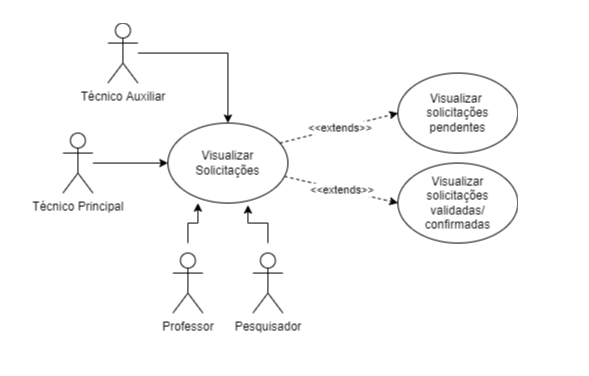 Técnico Auxiliar
Visualizar
solicitações
pendentes
<<extends>>
Visualizar
Solicitações
Visualizar
solicitações
validadas/
confirmadas
<<extends>>
Técnico Principal
Professor
Pesquisador